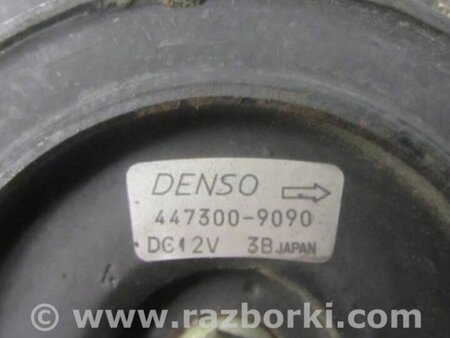 DENSO
447300-9090
DC12V 3B JAPAN
© www.razborki.com